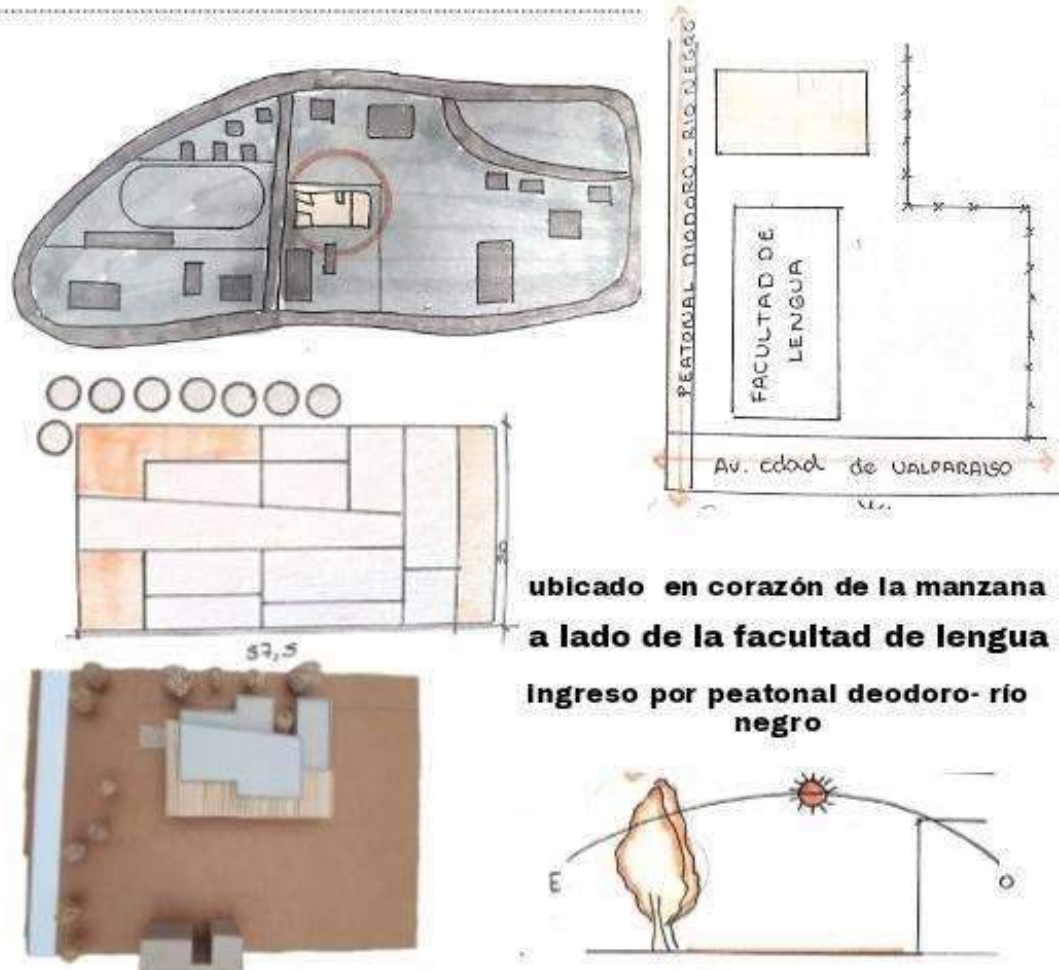 PEATONAL DIODORO - RIO NEGRO
FACULTAD DE
LENGUA
Av. cdad de VALPARAISO
57,5
ubicado en corazón de la manzana
a lado de la facultad de lengua
ingreso por peatonal deodoro- río
negro
E
O